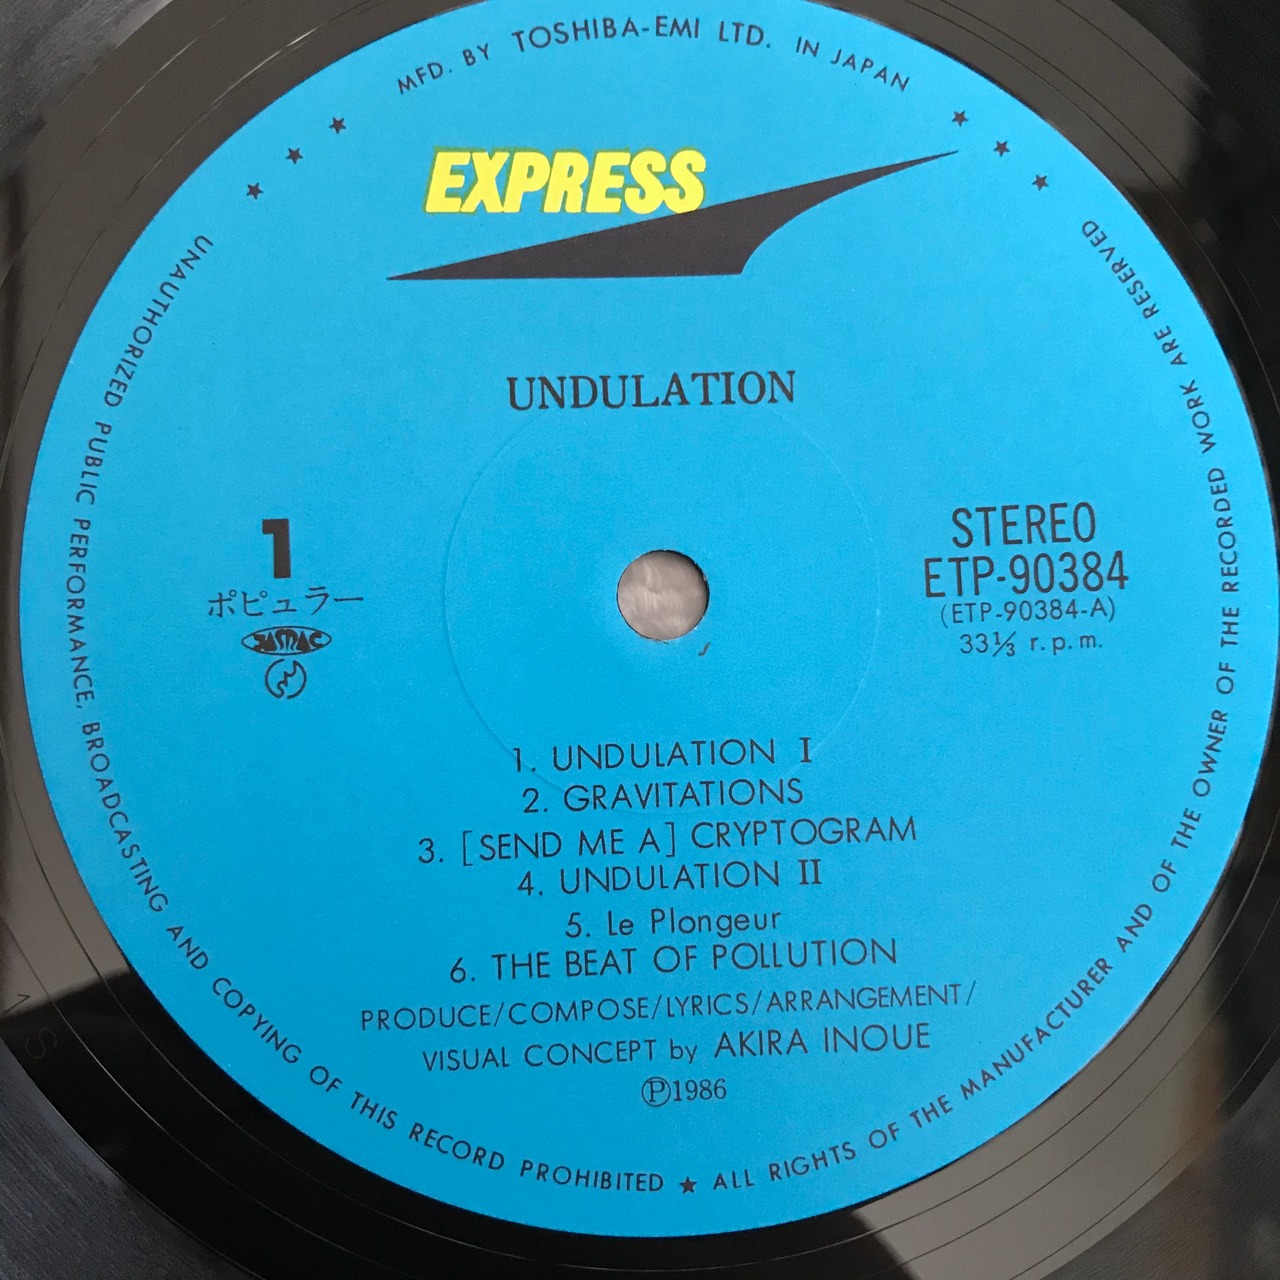 MFD. BY TOSHIBA-EMI LTD. IN JAPAN
EXPRESS
UNDULATION
1
ポピュラー
JASRAC
STEREO
ETP-90384
(ETP-90384-A)
33⅓ r.p.m.
1. UNDULATION I
2. GRAVITATIONS
3. [SEND ME A] CRYPTOGRAM
4. UNDULATION II
5. Le Plongeur
6. THE BEAT OF POLLUTION
PRODUCE/COMPOSE/LYRICS/ARRANGEMENT/
VISUAL CONCEPT by AKIRA INOUE
Ⓟ1986
UNAUTHORIZED PUBLIC PERFORMANCE, BROADCASTING AND COPYING OF THIS RECORD PROHIBITED ★ ALL RIGHTS OF THE MANUFACTURER AND OF THE OWNER OF THE RECORDED WORK ARE RESERVED